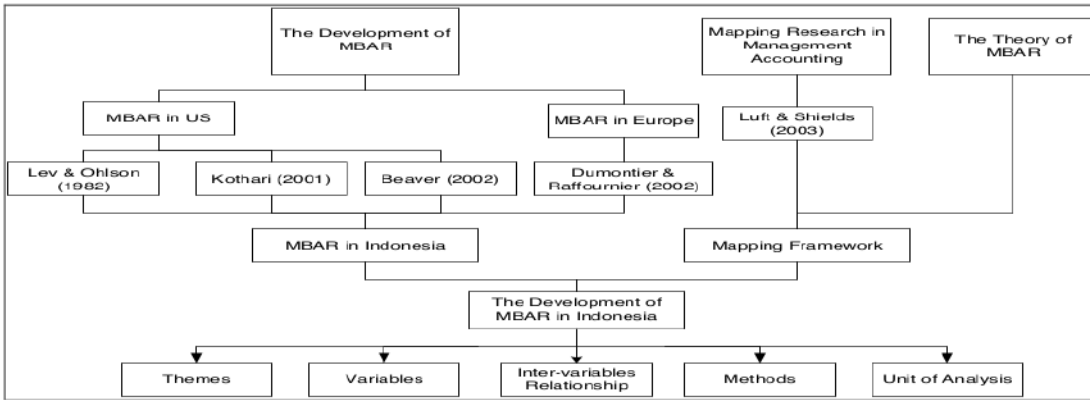 The Development of
MBAR
Mapping Research in
Management
Accounting
The Theory of
MBAR
MBAR in US
MBAR in Europe
Luft & Shields
(2003)
Lev & Ohlson
(1982)
Kothari (2001)
Beaver (2002)
Dumontier &
Raffournier (2002)
MBAR in Indonesia
Mapping Framework
The Development of
MBAR in Indonesia
Themes
Variables
Inter-variables
Relationship
Methods
Unit of Analysis